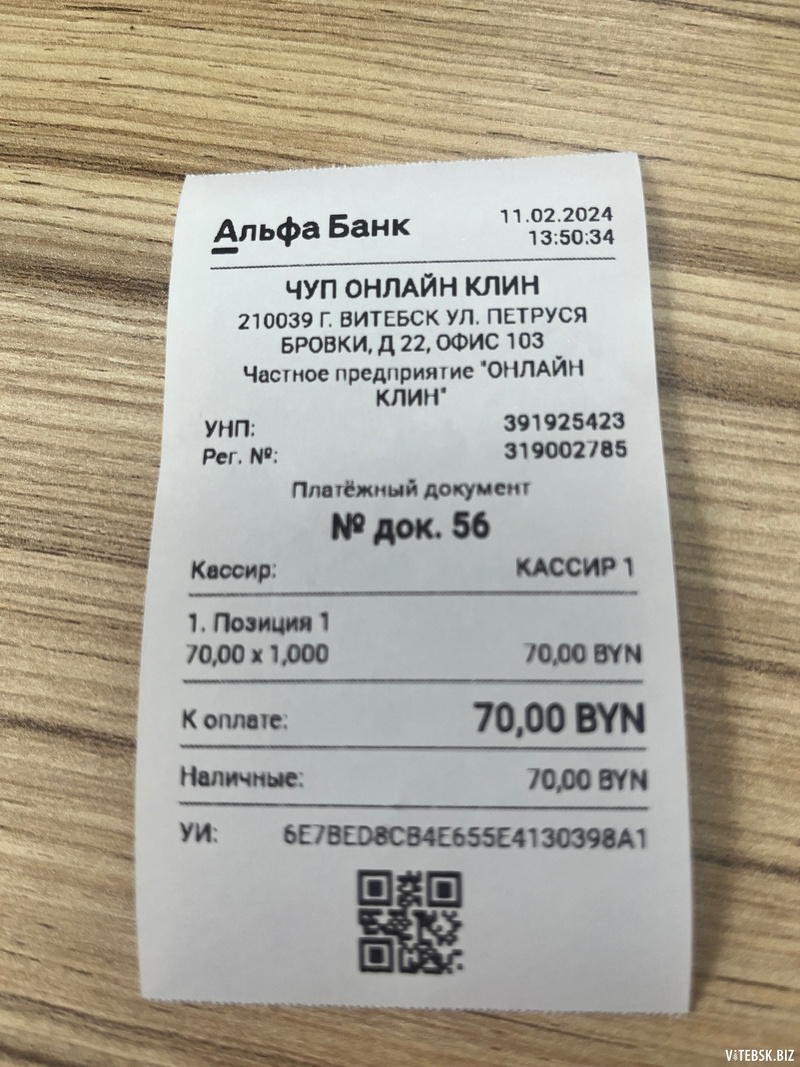 Альфа Банк
11.02.2024
13:50:34
ЧУП ОНЛАЙН КЛИН
210039 Г. ВИТЕБСК УЛ. ПЕТРУСЯ
БРОВКИ, Д 22, ОФИС 103
Частное предприятие "ОНЛАЙН
КЛИН"
УНП: 391925423
Рег. №: 319002785
Платёжный документ
№ док. 56
Кассир: КАССИР 1
1. Позиция 1
70,00 x 1,000 70,00 BYN
К оплате: 70,00 BYN
Наличные: 70,00 BYN
УИ: 6E7BED8CB4E655E4130398A1
VITEBSK.BIZ